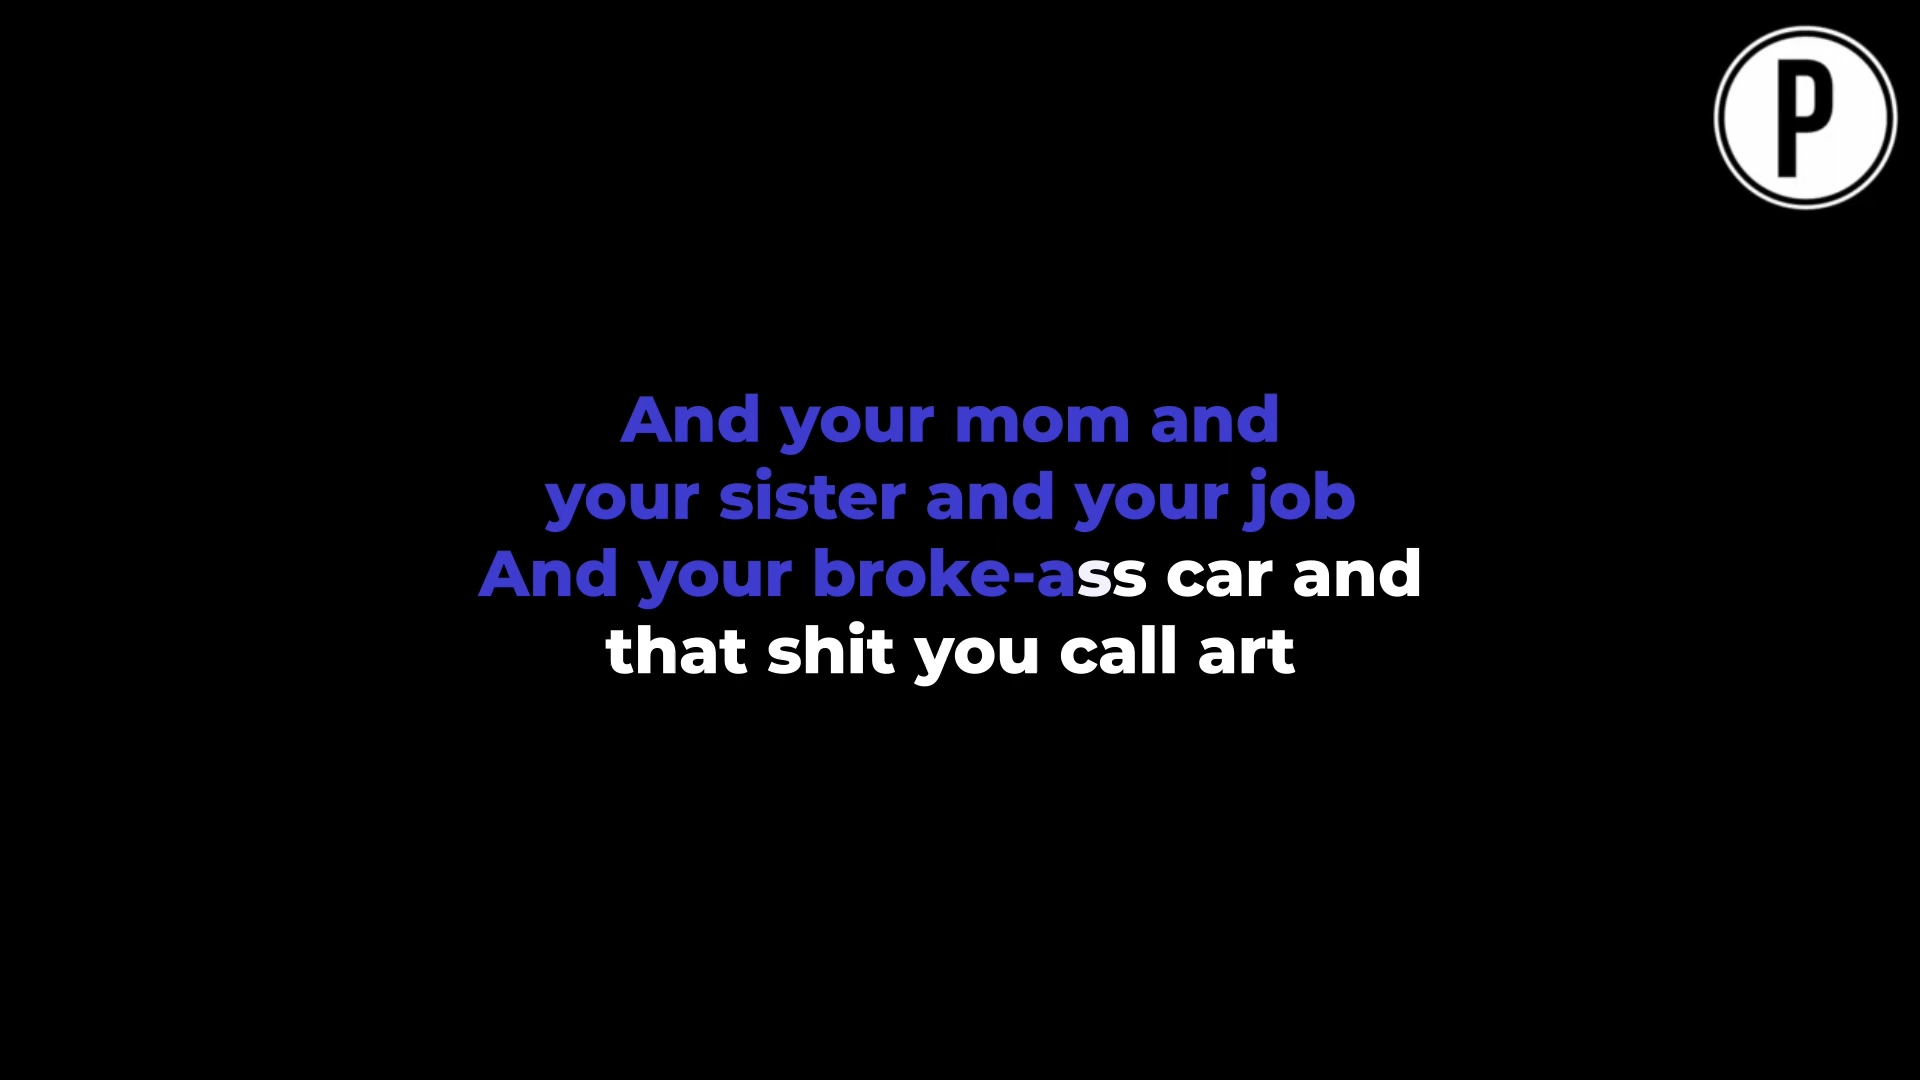 P
And your mom and
your sister and your job
And your broke-ass car and
that shit you call art